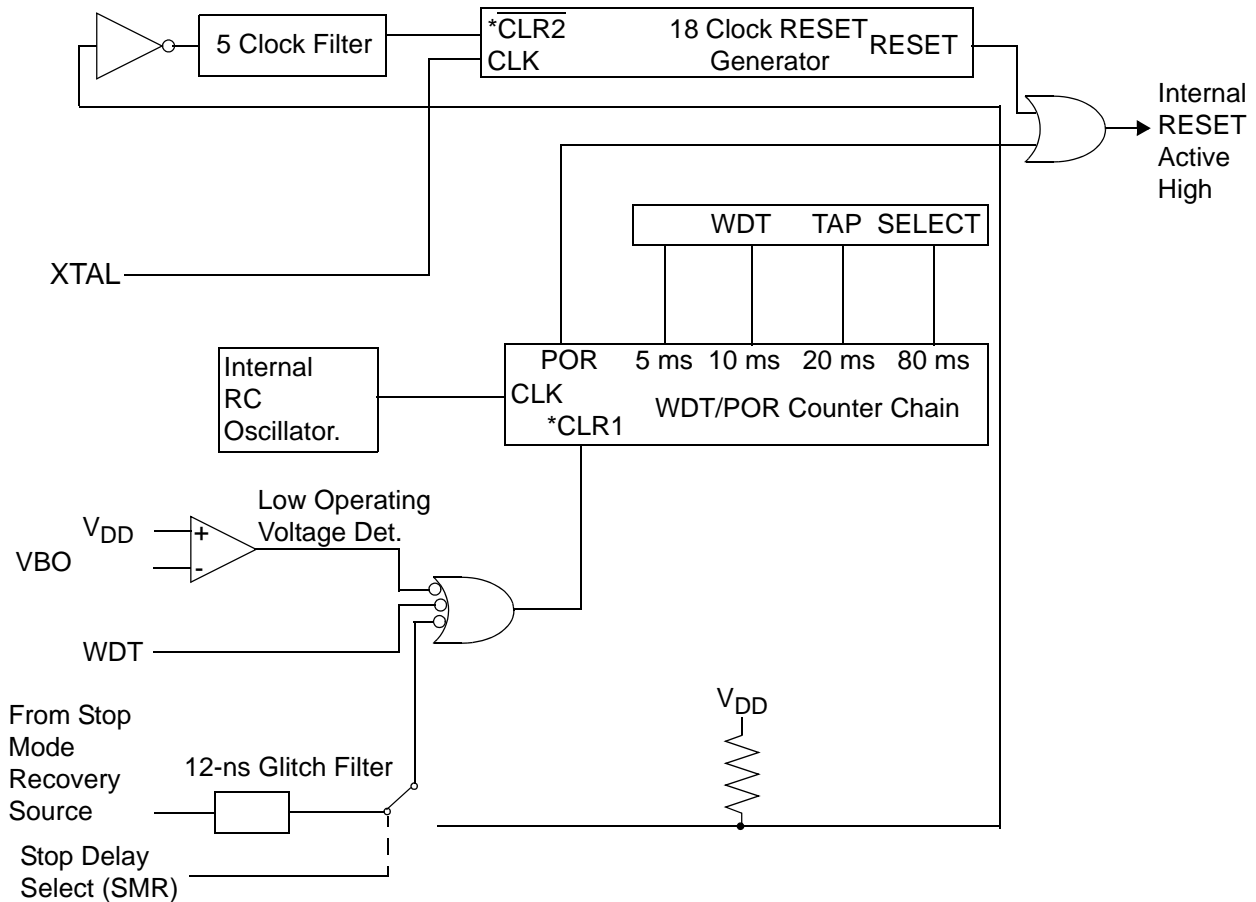 *CLR2
CLK
18 Clock RESET
Generator
RESET
5 Clock Filter
Internal
RESET
Active
High
WDT TAP SELECT
XTAL
POR 5 ms 10 ms 20 ms 80 ms
CLK
WDT/POR Counter Chain
*CLR1
Internal
RC
Oscillator.
Low Operating
Voltage Det.
VDD
+
VBO
-
WDT
VDD
From Stop
Mode
Recovery
Source
12-ns Glitch Filter
Stop Delay
Select (SMR)